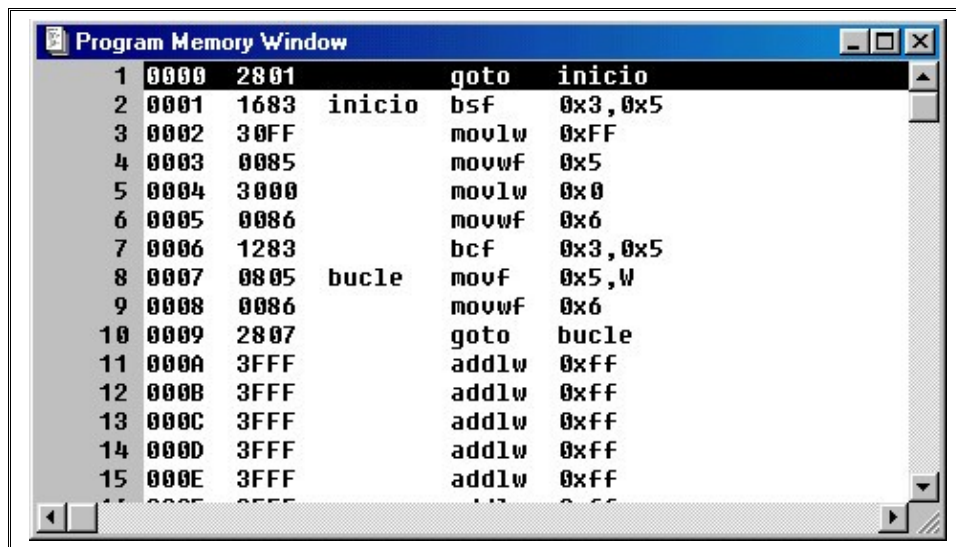 Program Memory Window
1 0000 2801 goto inicio
2 0001 1683 inicio bsf 0x3,0x5
3 0002 30FF movlw 0xFF
4 0003 0085 movwf 0x5
5 0004 3000 movlw 0x0
6 0005 0086 movwf 0x6
7 0006 1283 bcf 0x3,0x5
8 0007 0805 bucle movf 0x5,W
9 0008 0086 movwf 0x6
10 0009 2807 goto bucle
11 000A 3FFF addlw 0xff
12 000B 3FFF addlw 0xff
13 000C 3FFF addlw 0xff
14 000D 3FFF addlw 0xff
15 000E 3FFF addlw 0xff